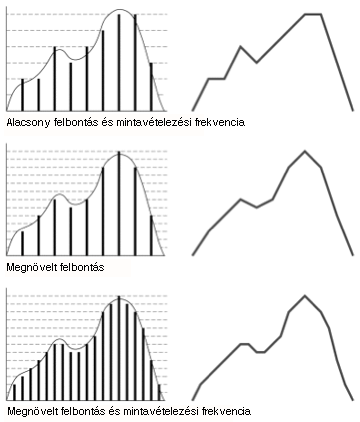 Alacsony felbontás és mintavételezési frekvencia
Megnövelt felbontás
Megnövelt felbontás és mintavételezési frekvencia